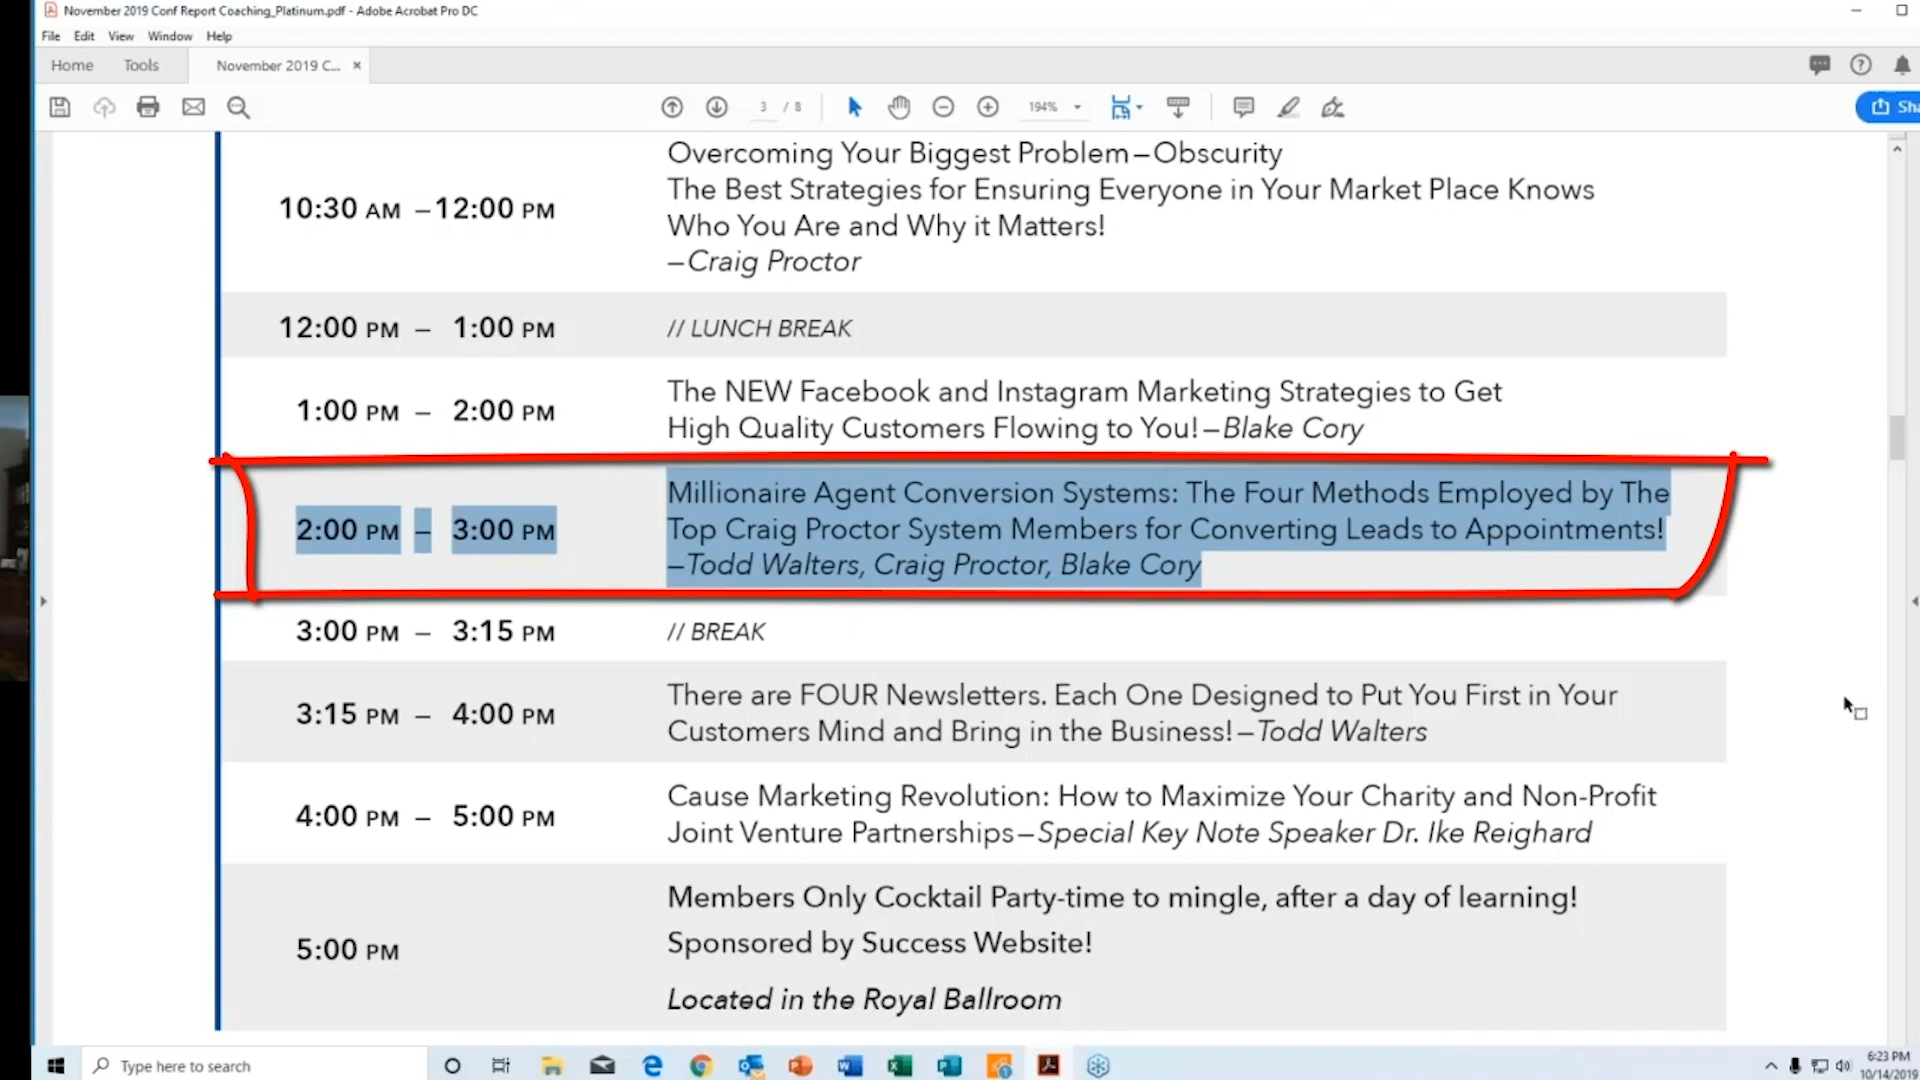 November 2019 Conf Report Coaching_Platinum.pdf - Adobe Acrobat Pro DC
File Edit View Window Help
Home Tools November 2019 C... ×
3 / 8 194%
Sha
Overcoming Your Biggest Problem—Obscurity
The Best Strategies for Ensuring Everyone in Your Market Place Knows
10:30 AM –12:00 PM
Who You Are and Why it Matters!
—Craig Proctor
12:00 PM – 1:00 PM // LUNCH BREAK
The NEW Facebook and Instagram Marketing Strategies to Get
1:00 PM – 2:00 PM
High Quality Customers Flowing to You!—Blake Cory
Millionaire Agent Conversion Systems: The Four Methods Employed by The
2:00 PM – 3:00 PM Top Craig Proctor System Members for Converting Leads to Appointments!
—Todd Walters, Craig Proctor, Blake Cory
3:00 PM – 3:15 PM // BREAK
There are FOUR Newsletters. Each One Designed to Put You First in Your
3:15 PM – 4:00 PM
Customers Mind and Bring in the Business!—Todd Walters
Cause Marketing Revolution: How to Maximize Your Charity and Non-Profit
4:00 PM – 5:00 PM
Joint Venture Partnerships—Special Key Note Speaker Dr. Ike Reighard
Members Only Cocktail Party-time to mingle, after a day of learning!
5:00 PM Sponsored by Success Website!
Located in the Royal Ballroom
Type here to search
6:23 PM
10/14/2019